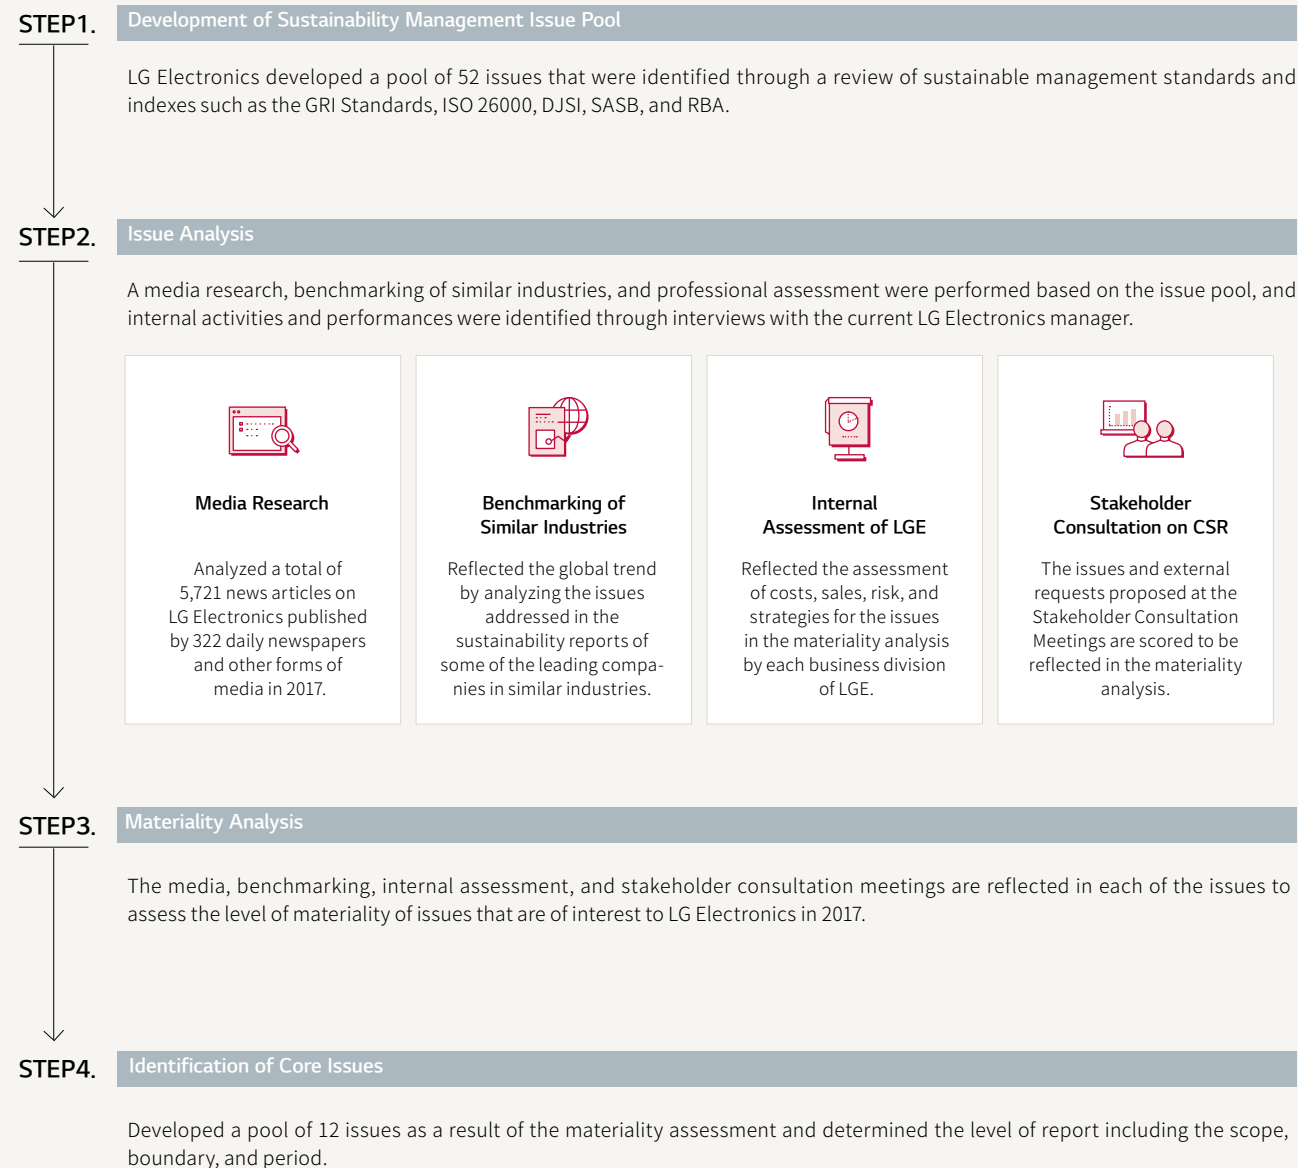 STEP1.
Development of Sustainability Management Issue Pool
LG Electronics developed a pool of 52 issues that were identified through a review of sustainable management standards and
indexes such as the GRI Standards, ISO 26000, DJSI, SASB, and RBA.
STEP2.
Issue Analysis
A media research, benchmarking of similar industries, and professional assessment were performed based on the issue pool, and
internal activities and performances were identified through interviews with the current LG Electronics manager.
Media Research
Analyzed a total of
5,721 news articles on
LG Electronics published
by 322 daily newspapers
and other forms of
media in 2017.
Benchmarking of
Similar Industries
Reflected the global trend
by analyzing the issues
addressed in the
sustainability reports of
some of the leading compa-
nies in similar industries.
Internal
Assessment of LGE
Reflected the assessment
of costs, sales, risk, and
strategies for the issues
in the materiality analysis
by each business division
of LGE.
Stakeholder
Consultation on CSR
The issues and external
requests proposed at the
Stakeholder Consultation
Meetings are scored to be
reflected in the materiality
analysis.
STEP3.
Materiality Analysis
The media, benchmarking, internal assessment, and stakeholder consultation meetings are reflected in each of the issues to
assess the level of materiality of issues that are of interest to LG Electronics in 2017.
STEP4.
Identification of Core Issues
Developed a pool of 12 issues as a result of the materiality assessment and determined the level of report including the scope,
boundary, and period.